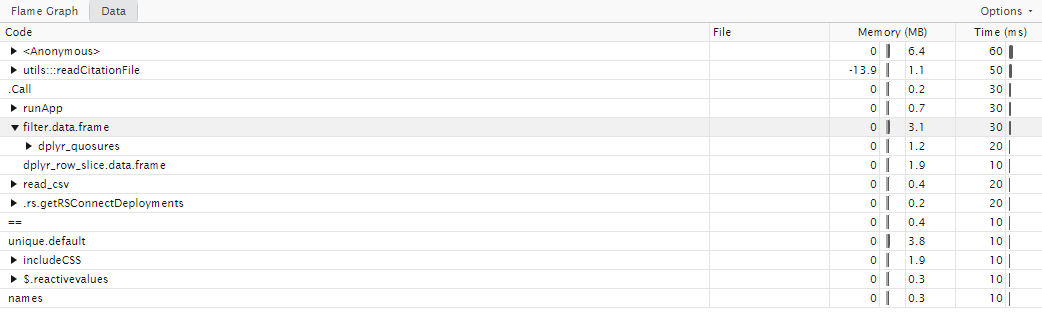 Flame Graph Data Options
Code File Memory (MB) Time (ms)
<Anonymous> 0 6.4 60
utils:::readCitationFile -13.9 1.1 50
.Call 0 0.2 30
runApp 0 0.7 30
filter.data.frame 0 3.1 30
dplyr_quosures 0 1.2 20
dplyr_row_slice.data.frame 0 1.9 10
read_csv 0 0.4 20
.rs.getRSConnectDeployments 0 0.2 20
== 0 0.4 10
unique.default 0 3.8 10
includeCSS 0 1.9 10
$.reactivevalues 0 0.3 10
names 0 0.3 10